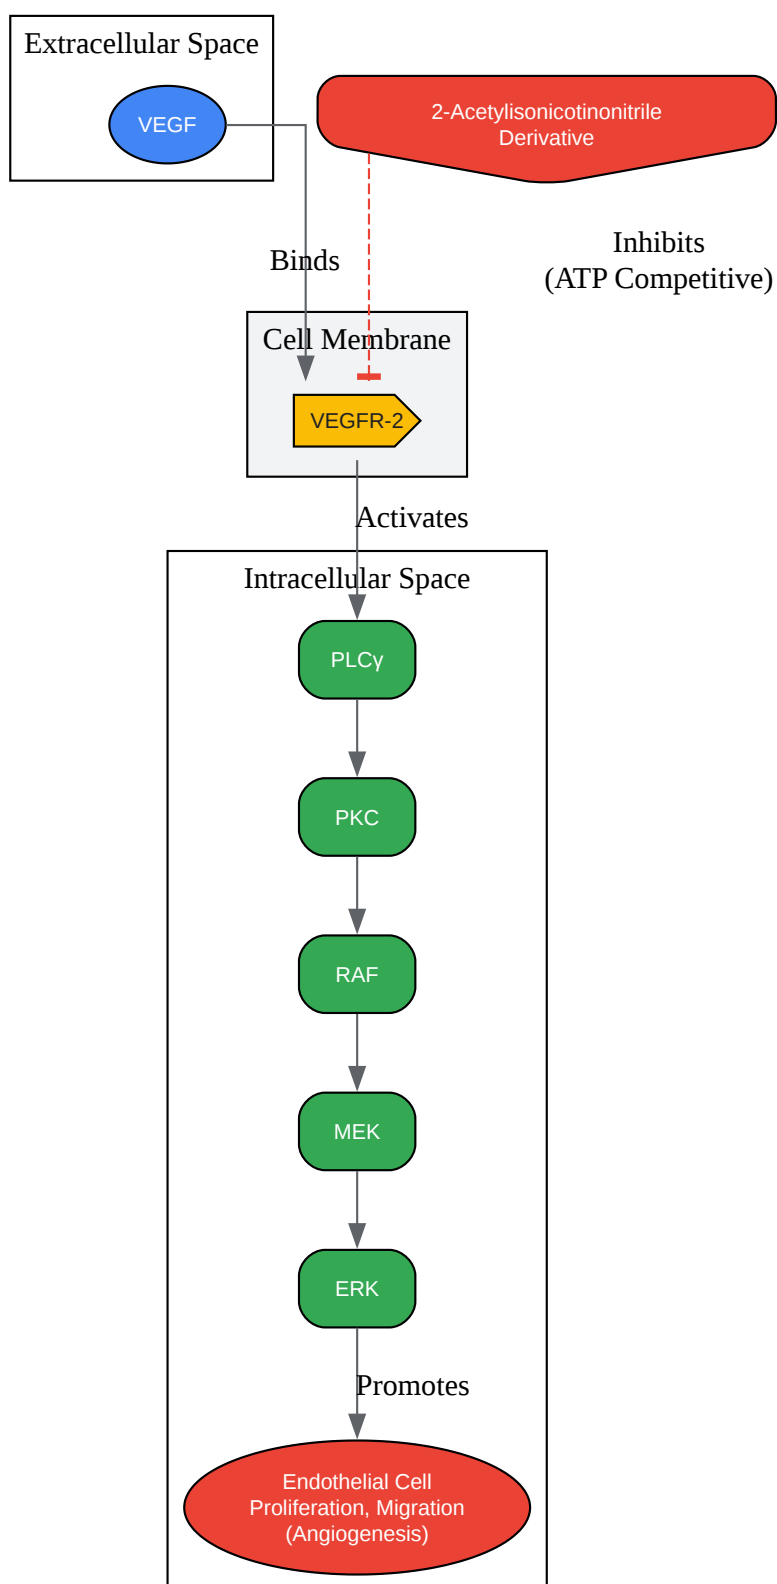 Extracellular Space
VEGF
2-Acetylisonicotinonitrile
Derivative
Inhibits
(ATP Competitive)
Binds
Cell Membrane
VEGFR-2
Activates
Intracellular Space
PLCγ
PKC
RAF
MEK
ERK
Promotes
Endothelial Cell
Proliferation, Migration
(Angiogenesis)